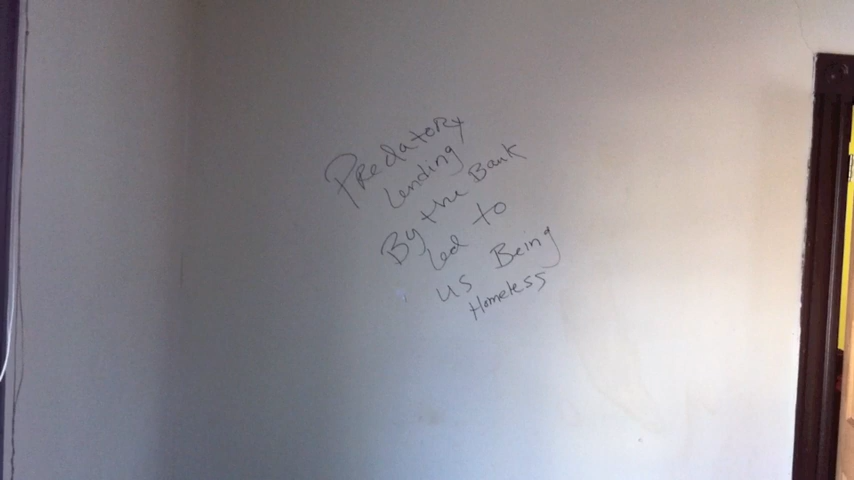 Predatory
Lending
By the Bank
Led to
us Being
Homeless